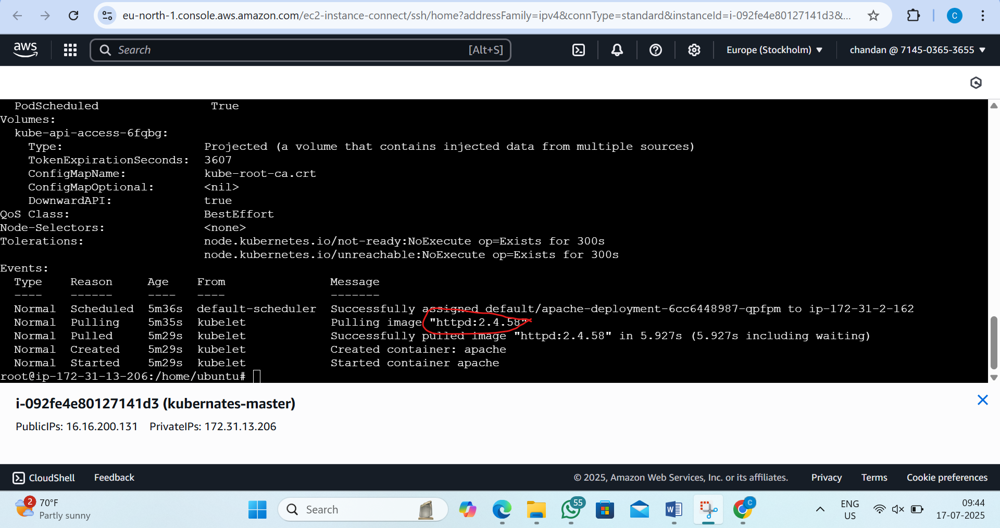 eu-north-1.console.aws.amazon.com/ec2-instance-connect/ssh/home?addressFamily=ipv4&connType=standard&instanceId=i-092fe4e80127141d3&...
C
aws
Search
[Alt+S]
Europe (Stockholm)
chandan @ 7145-0365-3655
PodScheduled                True
Volumes:
kube-api-access-6fqbg:
Type:                    Projected (a volume that contains injected data from multiple sources)
TokenExpirationSeconds:  3607
ConfigMapName:           kube-root-ca.crt
ConfigMapOptional:       <nil>
DownwardAPI:             true
QoS Class:                   BestEffort
Node-Selectors:              <none>
Tolerations:                 node.kubernetes.io/not-ready:NoExecute op=Exists for 300s
node.kubernetes.io/unreachable:NoExecute op=Exists for 300s
Events:
Type    Reason     Age    From               Message
----    ------     ----   ----               -------
Normal  Scheduled  5m36s  default-scheduler  Successfully assigned default/apache-deployment-6cc6448987-qpfpm to ip-172-31-2-162
Normal  Pulling    5m35s  kubelet            Pulling image "httpd:2.4.58"
Normal  Pulled     5m29s  kubelet            Successfully pulled image "httpd:2.4.58" in 5.927s (5.927s including waiting)
Normal  Created    5m29s  kubelet            Created container: apache
Normal  Started    5m29s  kubelet            Started container apache
root@ip-172-31-13-206:/home/ubuntu#
i-092fe4e80127141d3 (kubernates-master)
PublicIPs: 16.16.200.131    PrivateIPs: 172.31.13.206
CloudShell
Feedback
© 2025, Amazon Web Services, Inc. or its affiliates.
Privacy
Terms
Cookie preferences
2
70°F
Partly sunny
Search
55
W
C
ENG
US
09:44
17-07-2025